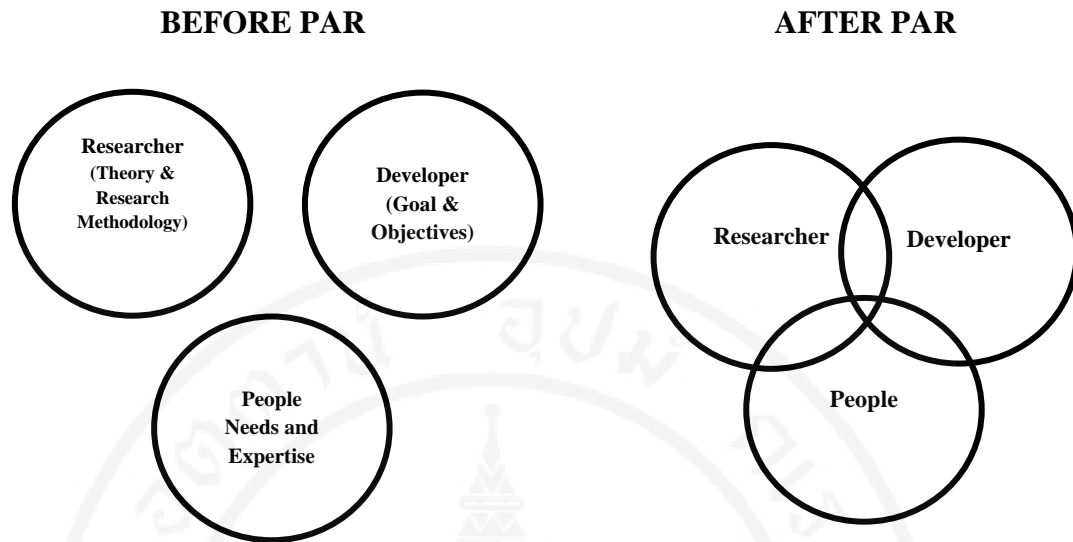 BEFORE PAR
AFTER PAR
Researcher
(Theory &
Research
Methodology)
Developer
(Goal &
Objectives)
People
Needs and
Expertise
Researcher
Developer
People